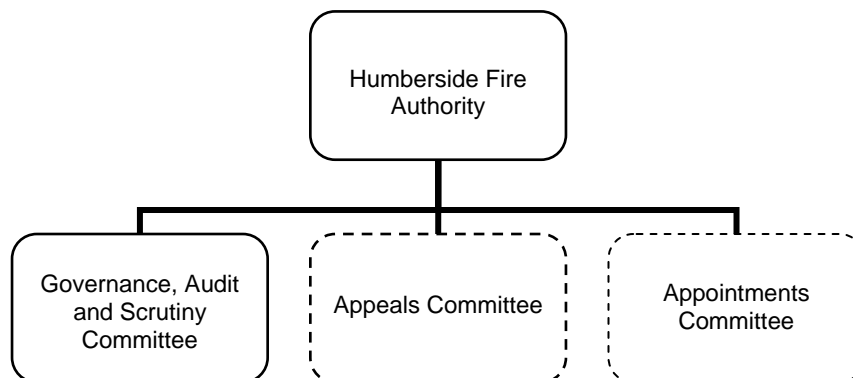 Humberside Fire
Authority
Governance, Audit
and Scrutiny
Committee
Appeals Committee
Appointments
Committee